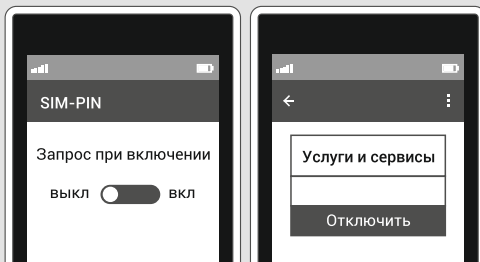 SIM-PIN
Запрос при включении
выкл вкл
Услуги и сервисы
Отключить